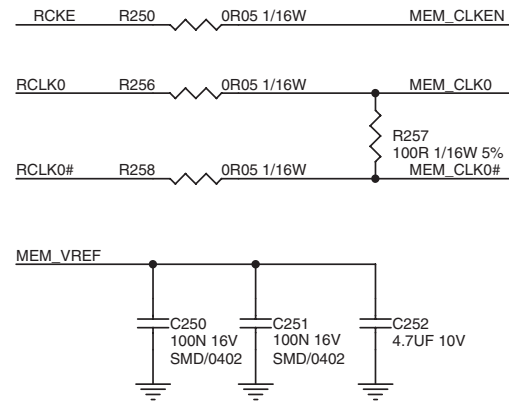 RCKE R250 0R05 1/16W MEM_CLKEN
RCLK0 R256 0R05 1/16W MEM_CLK0
R257
100R 1/16W 5%
RCLK0# R258 0R05 1/16W MEM_CLK0#
MEM_VREF
C250
100N 16V
SMD/0402
C251
100N 16V
SMD/0402
C252
4.7UF 10V